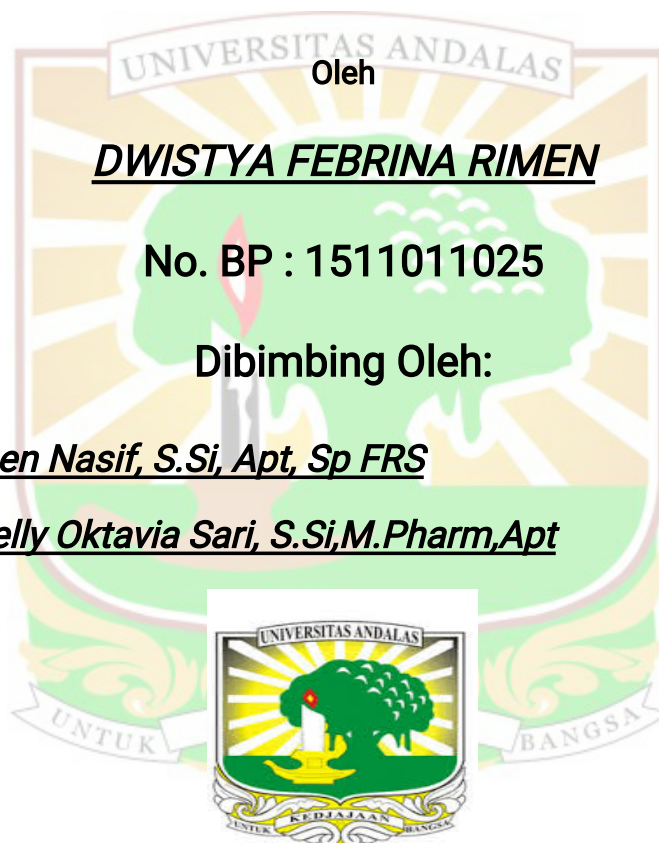 UNIVERSITAS ANDALAS
Oleh
DWISTYA FEBRINA RIMEN
No. BP : 1511011025
Dibimbing Oleh:
en Nasif, S.Si, Apt, Sp FRS
elly Oktavia Sari, S.Si,M.Pharm,Apt
UNIVERSITAS ANDALAS
UNTUK BANGSA
UNTUK KEDJAJAAN BANGSA